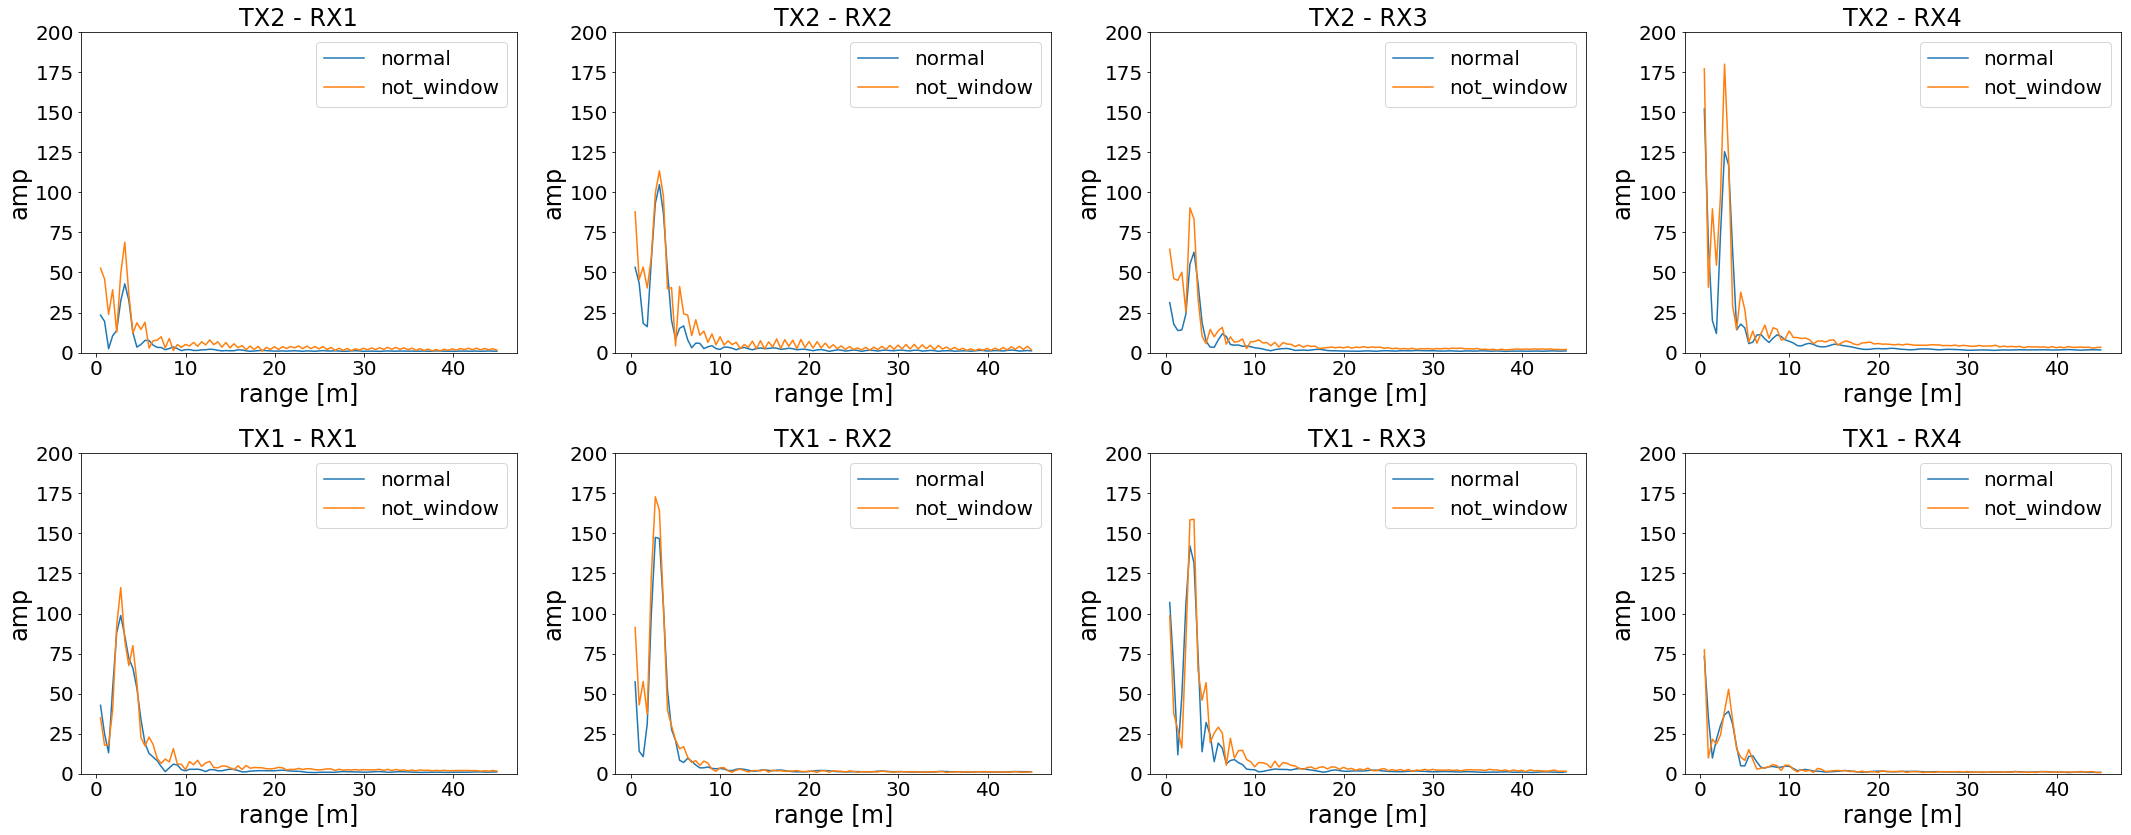 TX2 - RX1
TX2 - RX2
TX2 - RX3
TX2 - RX4
200
175
150
125
100
75
50
25
0
amp
normal
not_window
0 10 20 30 40
range [m]
200
175
150
125
100
75
50
25
0
amp
normal
not_window
0 10 20 30 40
range [m]
200
175
150
125
100
75
50
25
0
amp
normal
not_window
0 10 20 30 40
range [m]
200
175
150
125
100
75
50
25
0
amp
normal
not_window
0 10 20 30 40
range [m]
TX1 - RX1
TX1 - RX2
TX1 - RX3
TX1 - RX4
200
175
150
125
100
75
50
25
0
amp
normal
not_window
0 10 20 30 40
range [m]
200
175
150
125
100
75
50
25
0
amp
normal
not_window
0 10 20 30 40
range [m]
200
175
150
125
100
75
50
25
0
amp
normal
not_window
0 10 20 30 40
range [m]
200
175
150
125
100
75
50
25
0
amp
normal
not_window
0 10 20 30 40
range [m]